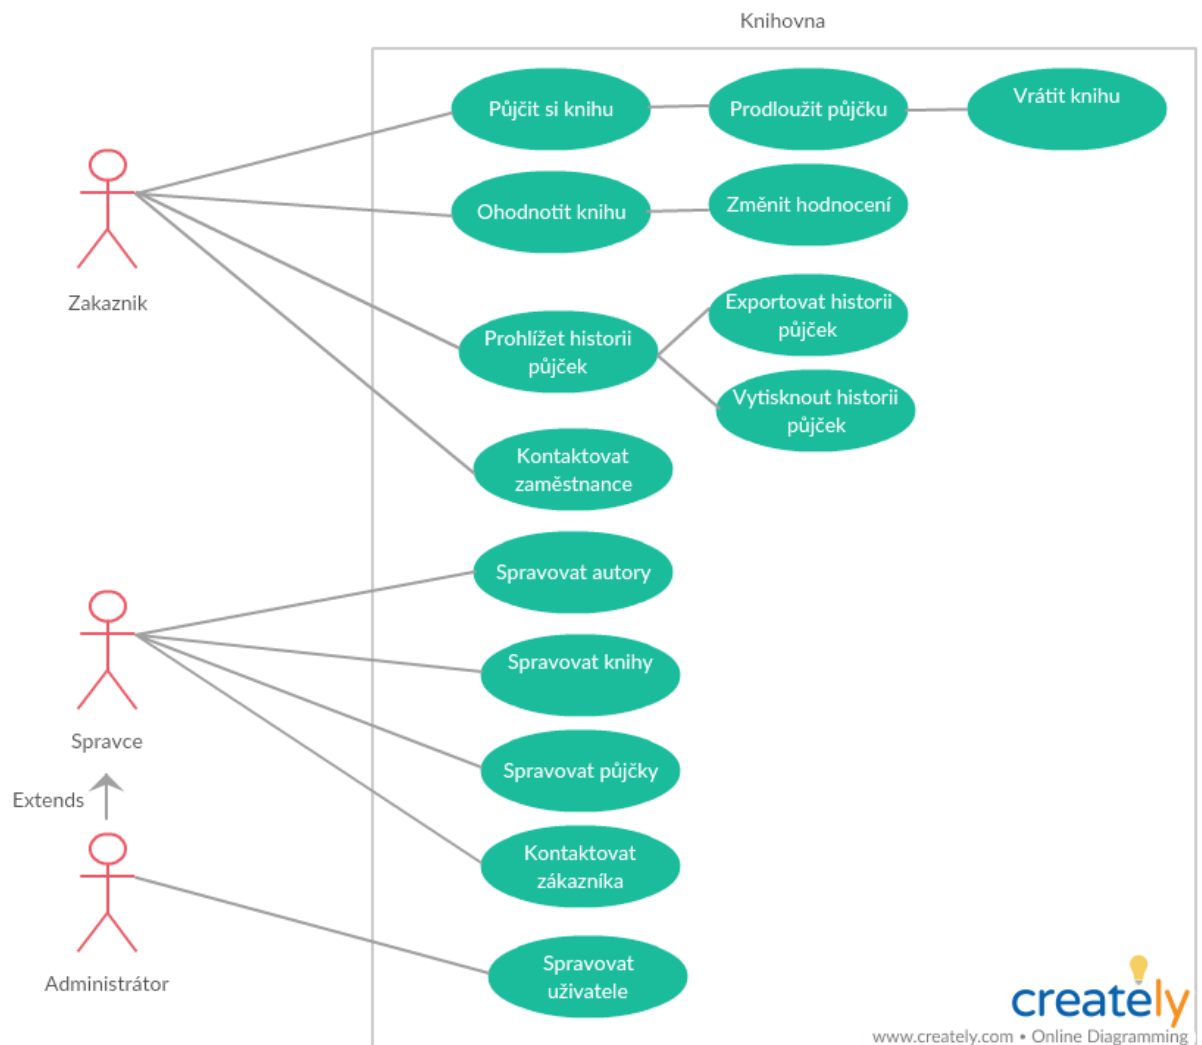 Knihovna
Půjčit si knihu
Prodloužit půjčku
Vrátit knihu
Ohodnotit knihu
Změnit hodnocení
Zakaznik
Prohlížet historii
půjček
Exportovat historii
půjček
Vytisknout historii
půjček
Kontaktovat
zaměstnance
Spravovat autory
Spravovat knihy
Spravce
Spravovat půjčky
Extends
Kontaktovat
zákazníka
Administrátor
Spravovat
uživatele
creately
www.creately.com • Online Diagramming